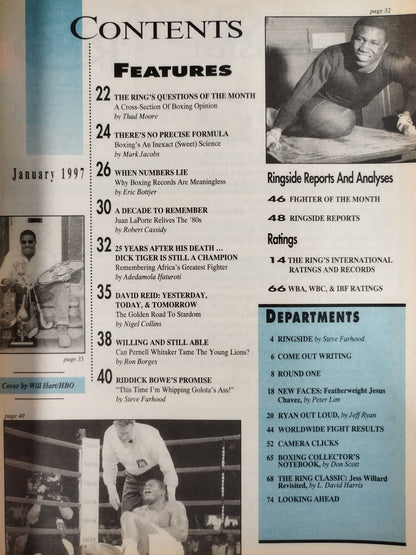 page 32
CONTENTS
FEATURES
January 1997
22 THE RING'S QUESTIONS OF THE MONTH
A Cross-Section Of Boxing Opinion
by Thad Moore
24 THERE'S NO PRECISE FORMULA
Boxing's An Inexact (Sweet) Science
by Mark Jacobs
26 WHEN NUMBERS LIE
Why Boxing Records Are Meaningless
by Eric Bottjer
30 A DECADE TO REMEMBER
Juan LaPorte Relives The '80s
by Robert Cassidy
32 25 YEARS AFTER HIS DEATH ...
DICK TIGER IS STILL A CHAMPION
Remembering Africa's Greatest Fighter
by Adedamola Ifaturoti
35 DAVID REID: YESTERDAY,
TODAY, & TOMORROW
The Golden Road To Stardom
by Nigel Collins
38 WILLING AND STILL ABLE
Can Pernell Whitaker Tame The Young Lions?
by Ron Borges
40 RIDDICK BOWE'S PROMISE
"This Time I'm Whipping Golota's Ass!"
by Steve Farhood
page 35
Cover by Will Hart/HBO
page 40
Ringside Reports And Analyses
46 FIGHTER OF THE MONTH
48 RINGSIDE REPORTS
Ratings
14 THE RING'S INTERNATIONAL
RATINGS AND RECORDS
66 WBA, WBC, & IBF RATINGS
DEPARTMENTS
4 RINGSIDE by Steve Farhood
6 COME OUT WRITING
8 ROUND ONE
18 NEW FACES: Featherweight Jesus
Chavez, by Peter Lim
20 RYAN OUT LOUD, by Jeff Ryan
44 WORLDWIDE FIGHT RESULTS
52 CAMERA CLICKS
65 BOXING COLLECTOR'S
NOTEBOOK, by Don Scott
68 THE RING CLASSIC: Jess Willard
Revisited, by L. David Harris
74 LOOKING AHEAD